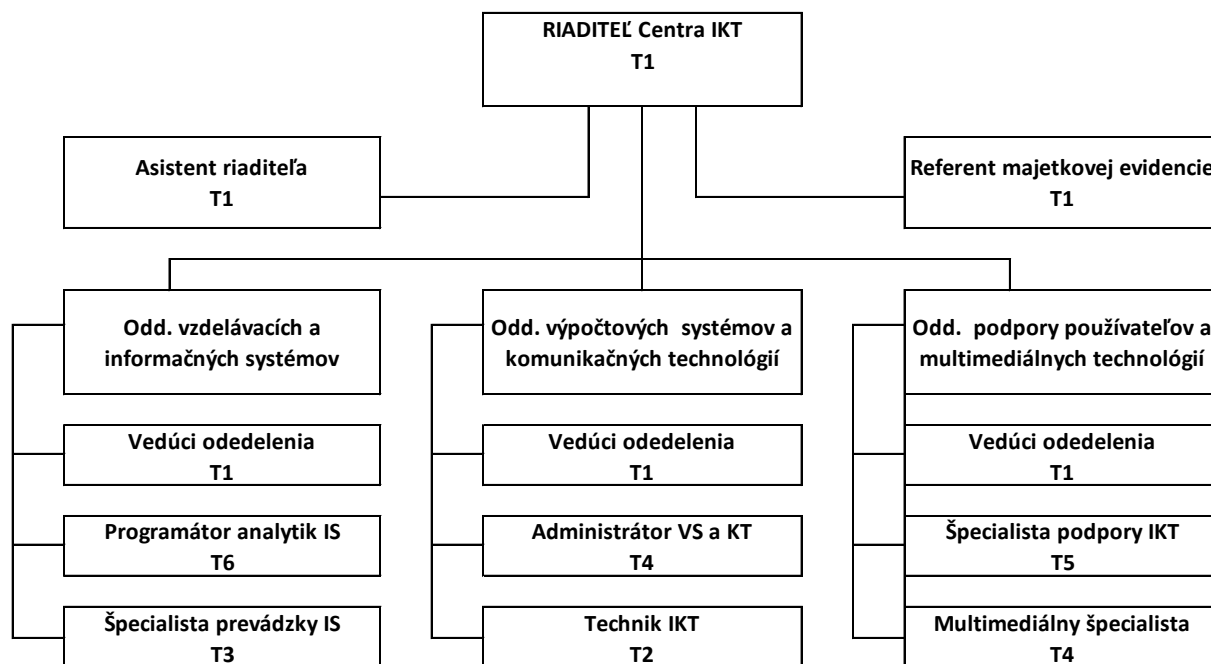 RIADITEĽ Centra IKT
T1
Asistent riaditeľa
T1
Referent majetkovej evidencie
T1
Odd. vzdelávacích a
informačných systémov
Odd. výpočtových systémov a
komunikačných technológií
Odd. podpory používateľov a
multimediálnych technológií
Vedúci odedelenia
T1
Vedúci odedelenia
T1
Vedúci odedelenia
T1
Programátor analytik IS
T6
Administrátor VS a KT
T4
Špecialista podpory IKT
T5
Špecialista prevádzky IS
T3
Technik IKT
T2
Multimediálny špecialista
T4